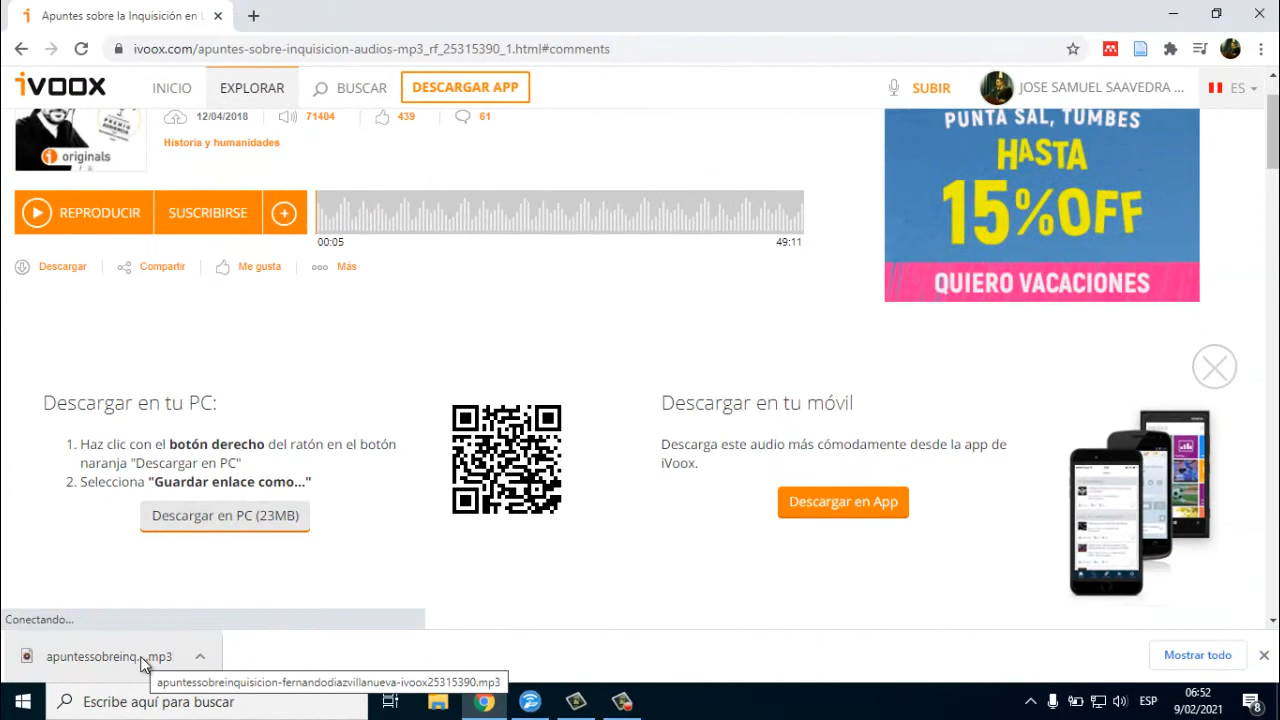 Apuntes sobre la Inquisición en l
ivoox.com/apuntes-sobre-inquisicion-audios-mp3_rf_25315390_1.html#comments
ivoox INICIO EXPLORAR BUSCAR DESCARGAR APP SUBIR JOSE SAMUEL SAAVEDRA ... ES
12/04/2018 71404 439 61
Historia y humanidades
originals
PUNTA SAL, TUMBES
HASTA
15%OFF
QUIERO VACACIONES
REPRODUCIR SUSCRIBIRSE
00:05 49:11
Descargar Compartir Me gusta Más
Descargar en tu PC:
1. Haz clic con el botón derecho del ratón en el botón
naranja "Descargar en PC"
2. Selecciona "Guardar enlace como..."
Descargar en PC (23MB)
Descargar en tu móvil
Descarga este audio más cómodamente desde la app de
iVoox.
Descargar en App
Conectando...
apuntessobreinq....mp3
Mostrar todo
apuntessobreinquisicion-fernandodiazvillanueva-ivoox25315390.mp3
Escribe aquí para buscar
ESP
06:52
9/02/2021
8